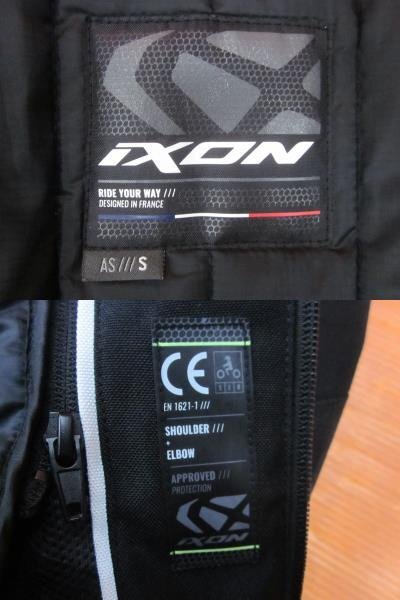 iXON
RIDE YOUR WAY ///
DESIGNED IN FRANCE
AS /// S
CE
EN 1621-1 ///
SHOULDER ///
+
ELBOW
APPROVED ///
PROTECTION
iXON